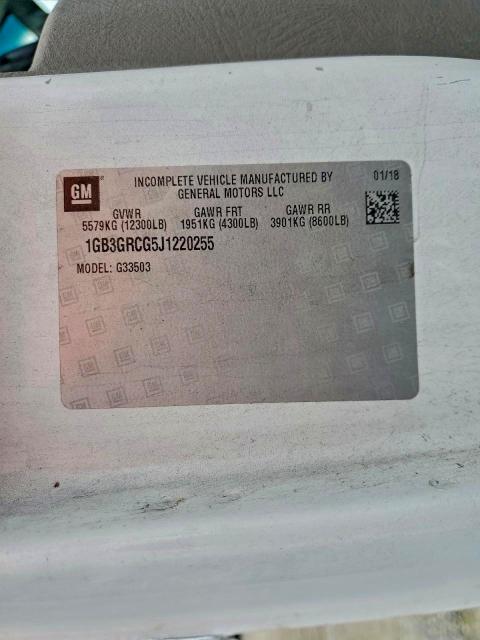 GM
INCOMPLETE VEHICLE MANUFACTURED BY
GENERAL MOTORS LLC
01/18
GVWR GAWR FRT GAWR RR
5579KG (12300LB) 1951KG (4300LB) 3901KG (8600LB)
1GB3GRCG5J1220255
MODEL: G33503